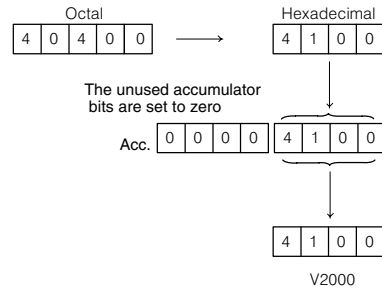 Octal
Hexadecimal
4 0 4 0 0
4 1 0 0
The unused accumulator
bits are set to zero
Acc. 0 0 0 0 4 1 0 0
4 1 0 0
V2000